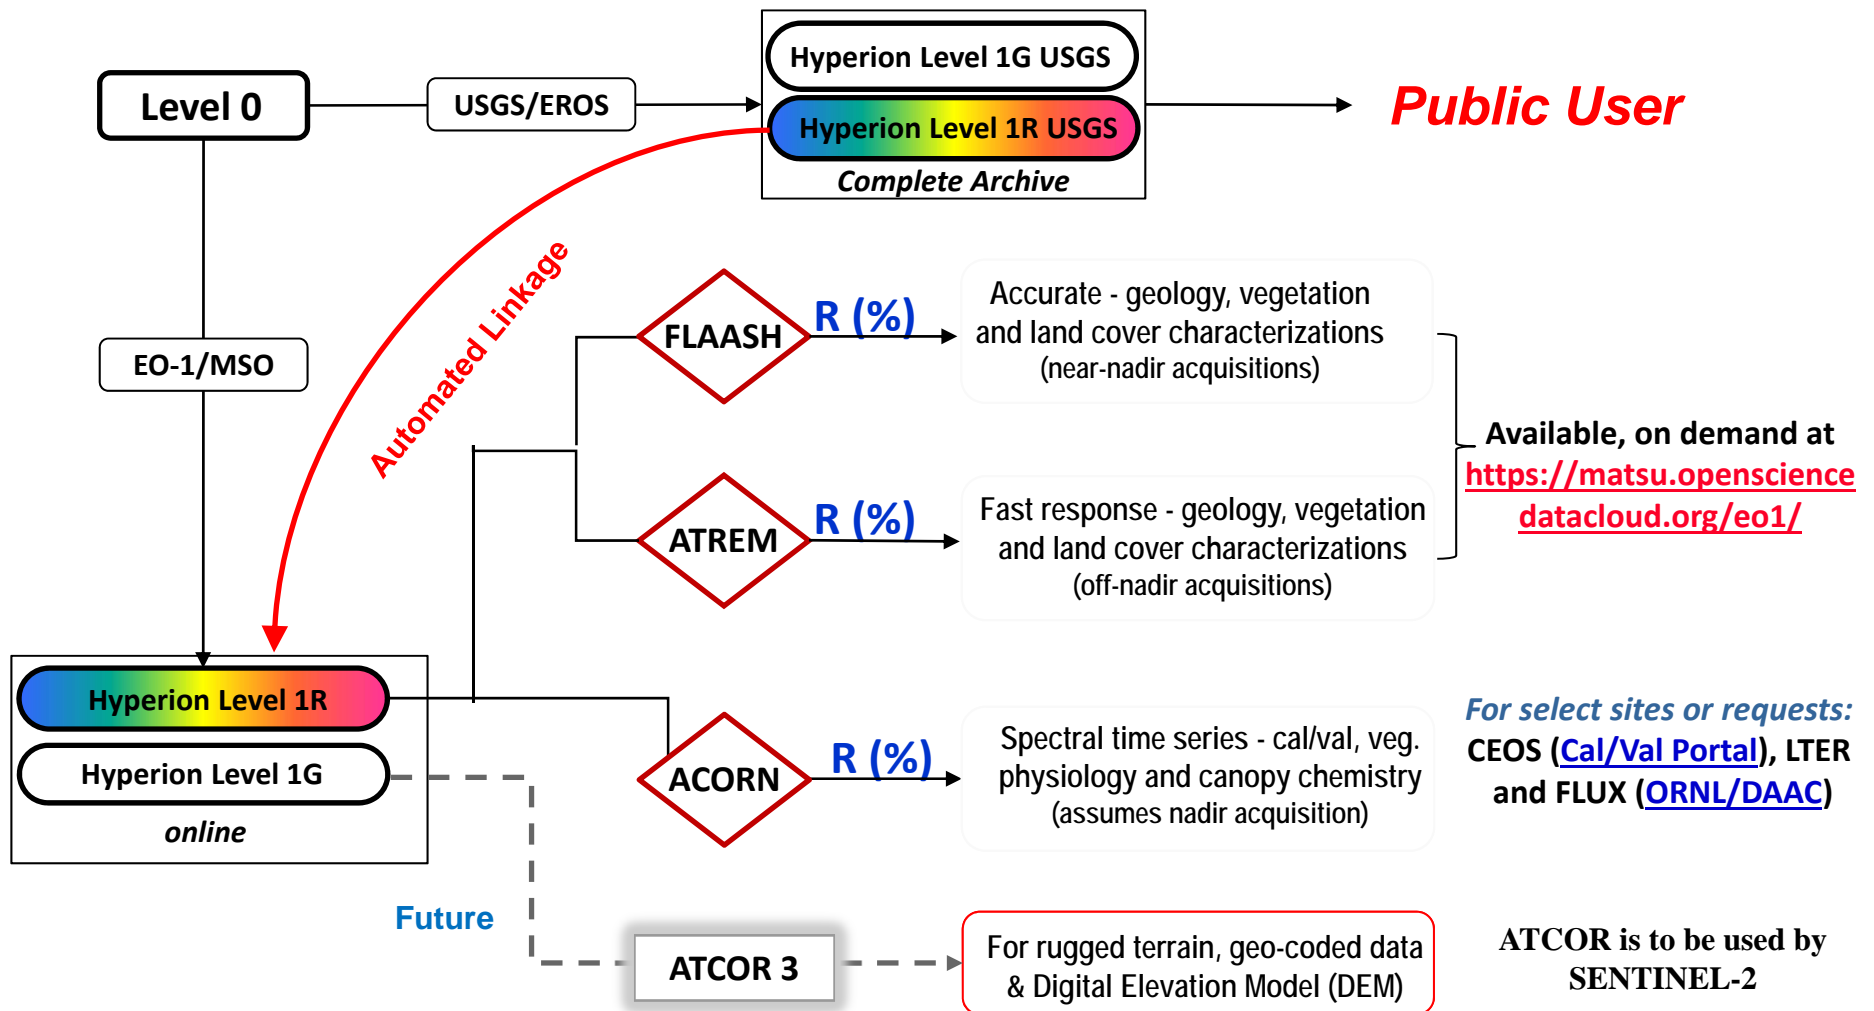 Hyperion Level 1G USGS
Level 0
USGS/EROS
Hyperion Level 1R USGS
Complete Archive
Public User
Automated Linkage
EO-1/MSO
FLAASH
R (%)
Accurate - geology, vegetation
and land cover characterizations
(near-nadir acquisitions)
ATREM
R (%)
Fast response - geology, vegetation
and land cover characterizations
(off-nadir acquisitions)
Available, on demand at
https://matsu.openscience
datacloud.org/eo1/
Hyperion Level 1R
Hyperion Level 1G
online
ACORN
R (%)
Spectral time series - cal/val, veg.
physiology and canopy chemistry
(assumes nadir acquisition)
For select sites or requests:
CEOS (Cal/Val Portal), LTER
and FLUX (ORNL/DAAC)
Future
ATCOR 3
For rugged terrain, geo-coded data
& Digital Elevation Model (DEM)
ATCOR is to be used by
SENTINEL-2